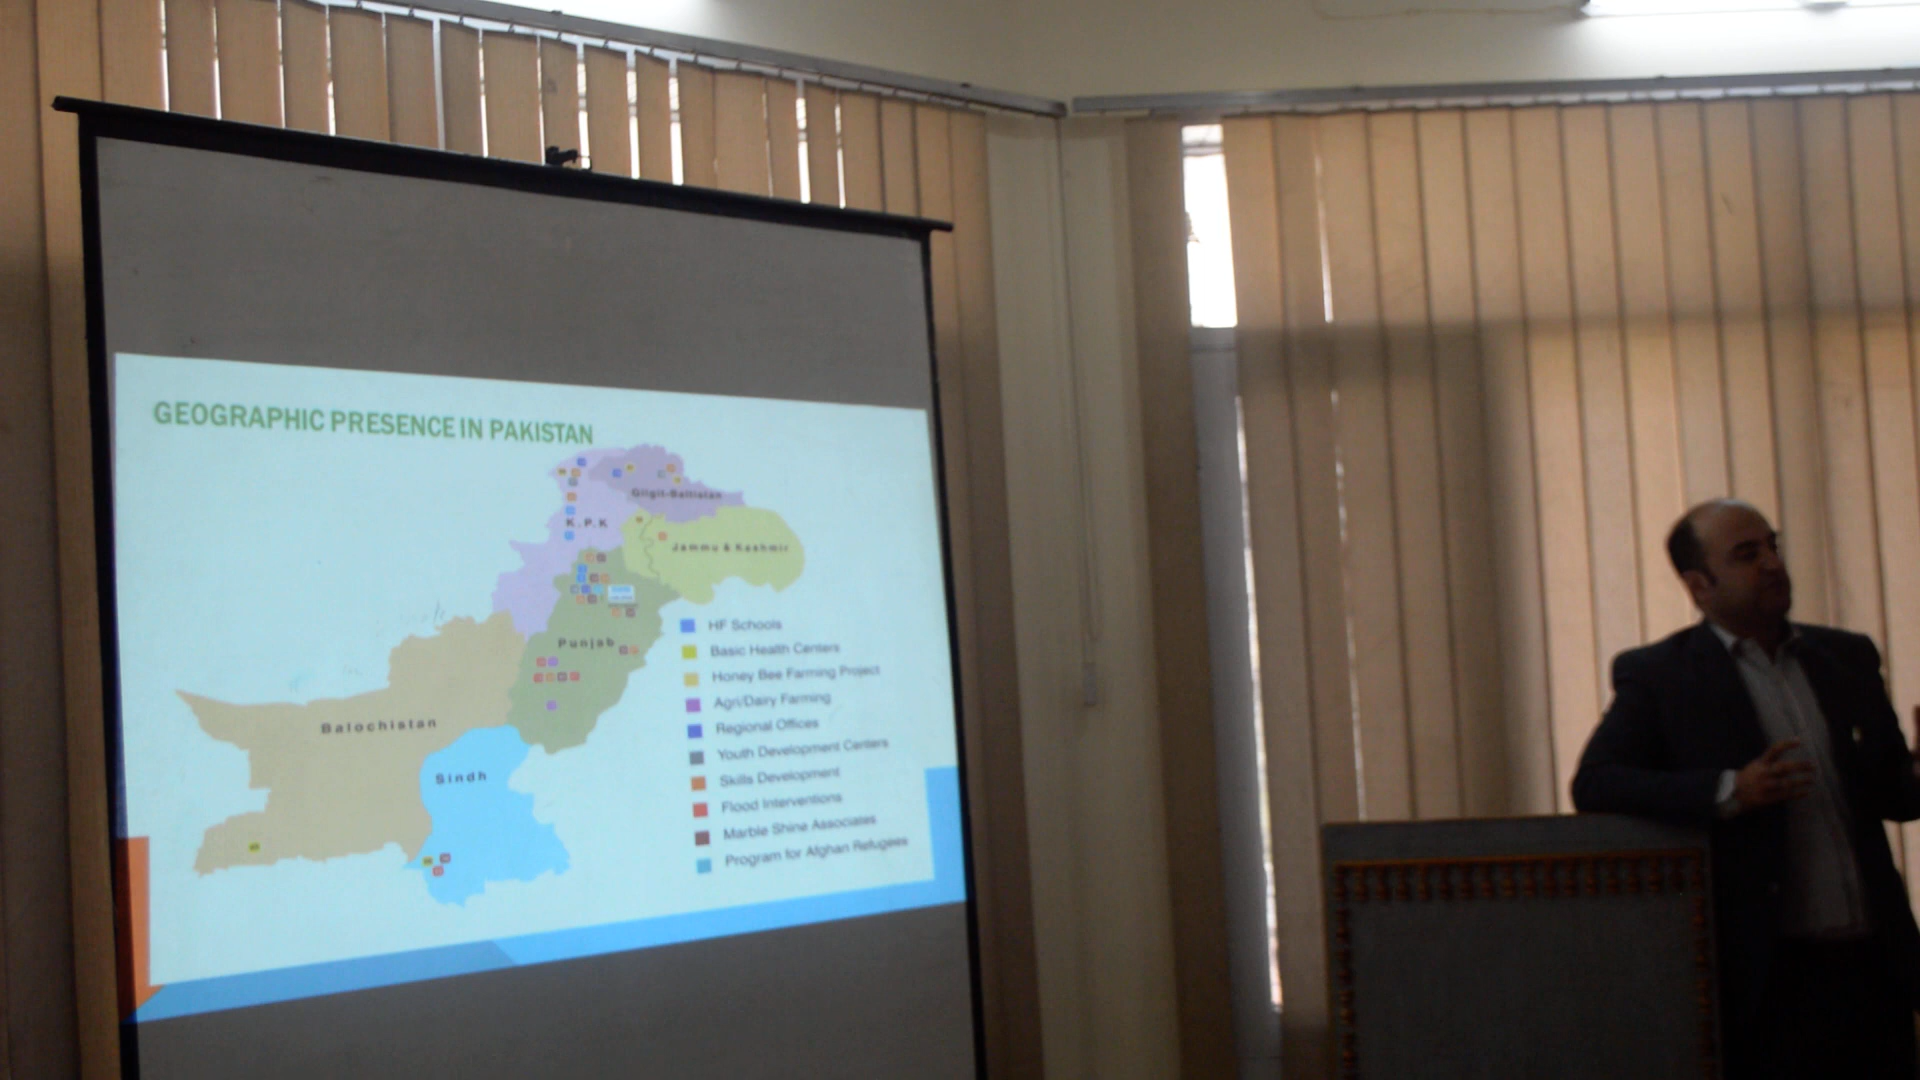 GEOGRAPHIC PRESENCE IN PAKISTAN
Gilgit-Baltistan
K.P.K
Jammu & Kashmir
Punjab
Balochistan
Sindh
HF Schools
Basic Health Centers
Honey Bee Farming Project
Agri/Dairy Farming
Regional Offices
Youth Development Centers
Skills Development
Flood Interventions
Marble Shine Associates
Program for Afghan Refugees